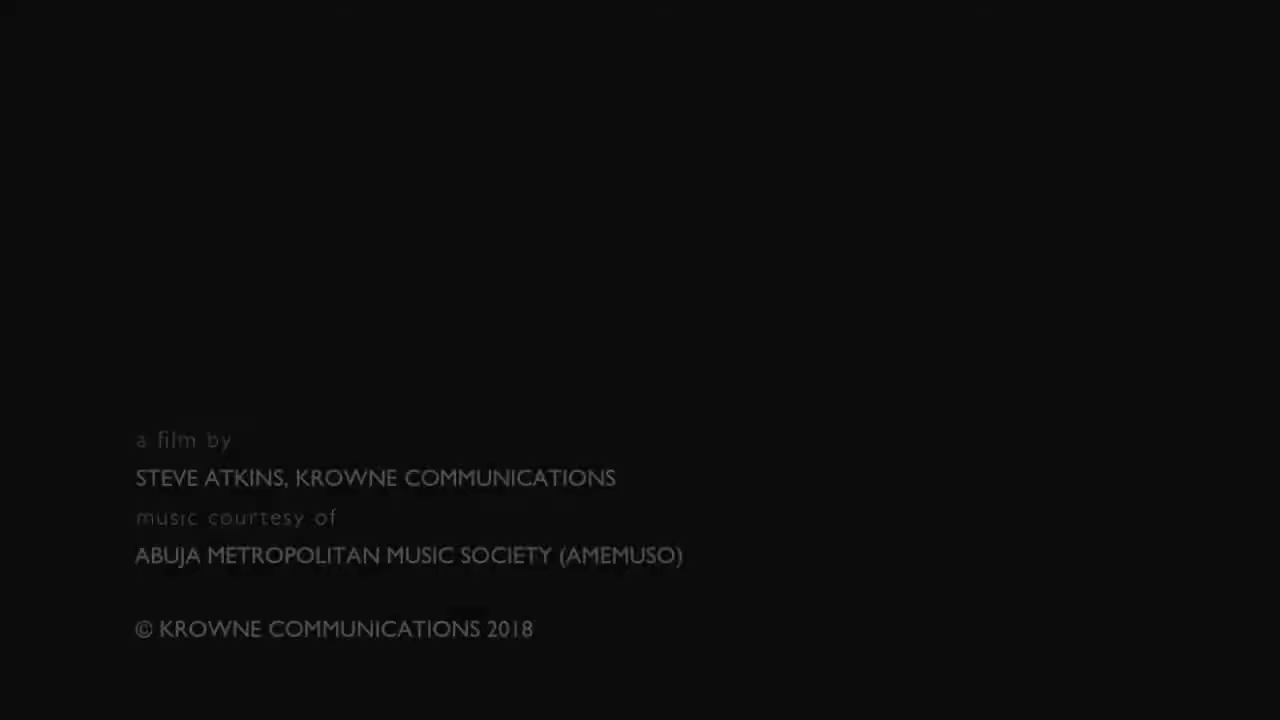 a film by
STEVE ATKINS, KROWNE COMMUNICATIONS
music courtesy of
ABUJA METROPOLITAN MUSIC SOCIETY (AMEMUSO)
© KROWNE COMMUNICATIONS 2018